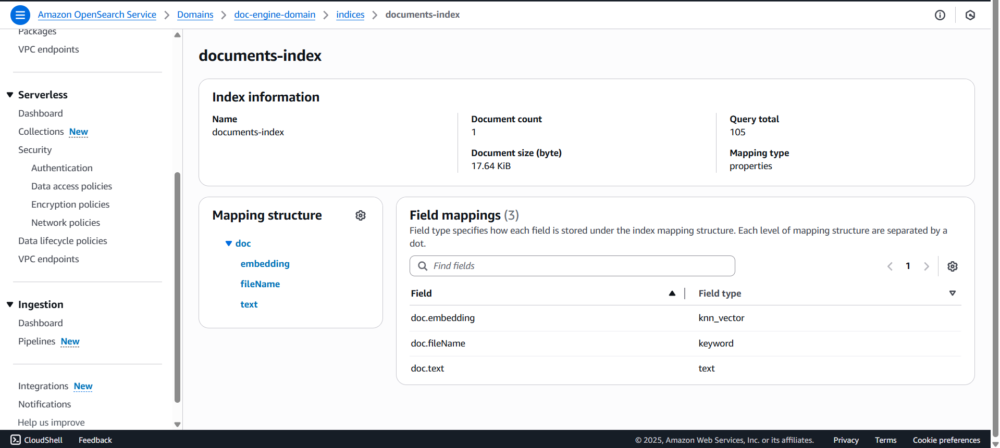 Amazon OpenSearch Service > Domains > doc-engine-domain > indices > documents-index
Packages
VPC endpoints
Serverless
Dashboard
Collections New
Security
Authentication
Data access policies
Encryption policies
Network policies
Data lifecycle policies
VPC endpoints
Ingestion
Dashboard
Pipelines New
Integrations New
Notifications
Help us improve
documents-index
Index information
Name
documents-index
Document count
1
Document size (byte)
17.64 KiB
Query total
105
Mapping type
properties
Mapping structure
doc
embedding
fileName
text
Field mappings (3)
Field type specifies how each field is stored under the index mapping structure. Each level of mapping structure are separated by a
dot.
Find fields
1
Field Field type
doc.embedding knn_vector
doc.fileName keyword
doc.text text
CloudShell Feedback © 2025, Amazon Web Services, Inc. or its affiliates. Privacy Terms Cookie preferences